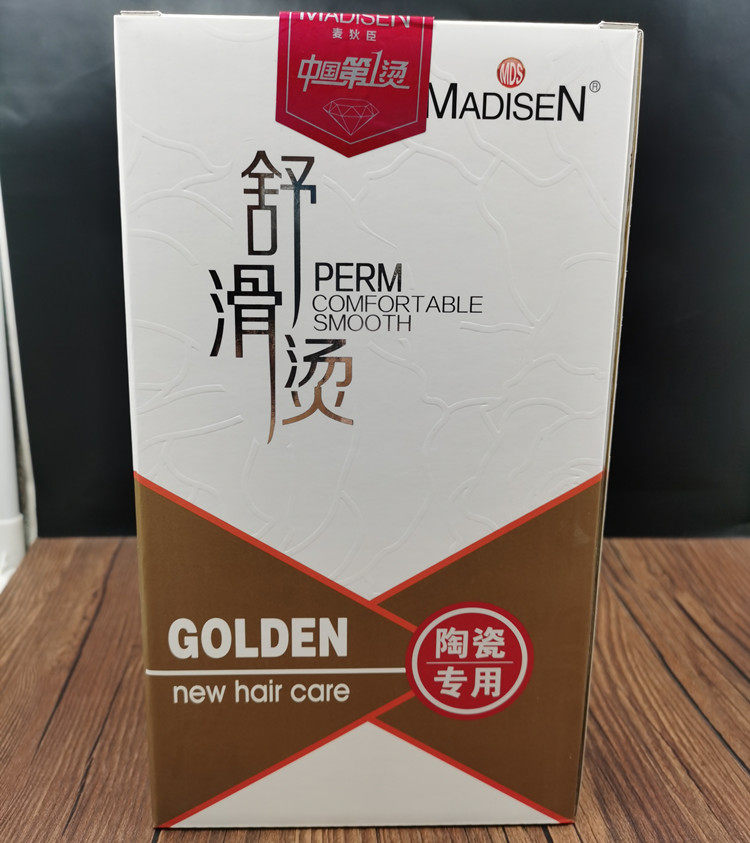 MADISEN
麦狄臣
中国第1烫
MDS
MADISEN®
舒滑烫
PERM
COMFORTABLE
SMOOTH
GOLDEN
new hair care
陶瓷
专用